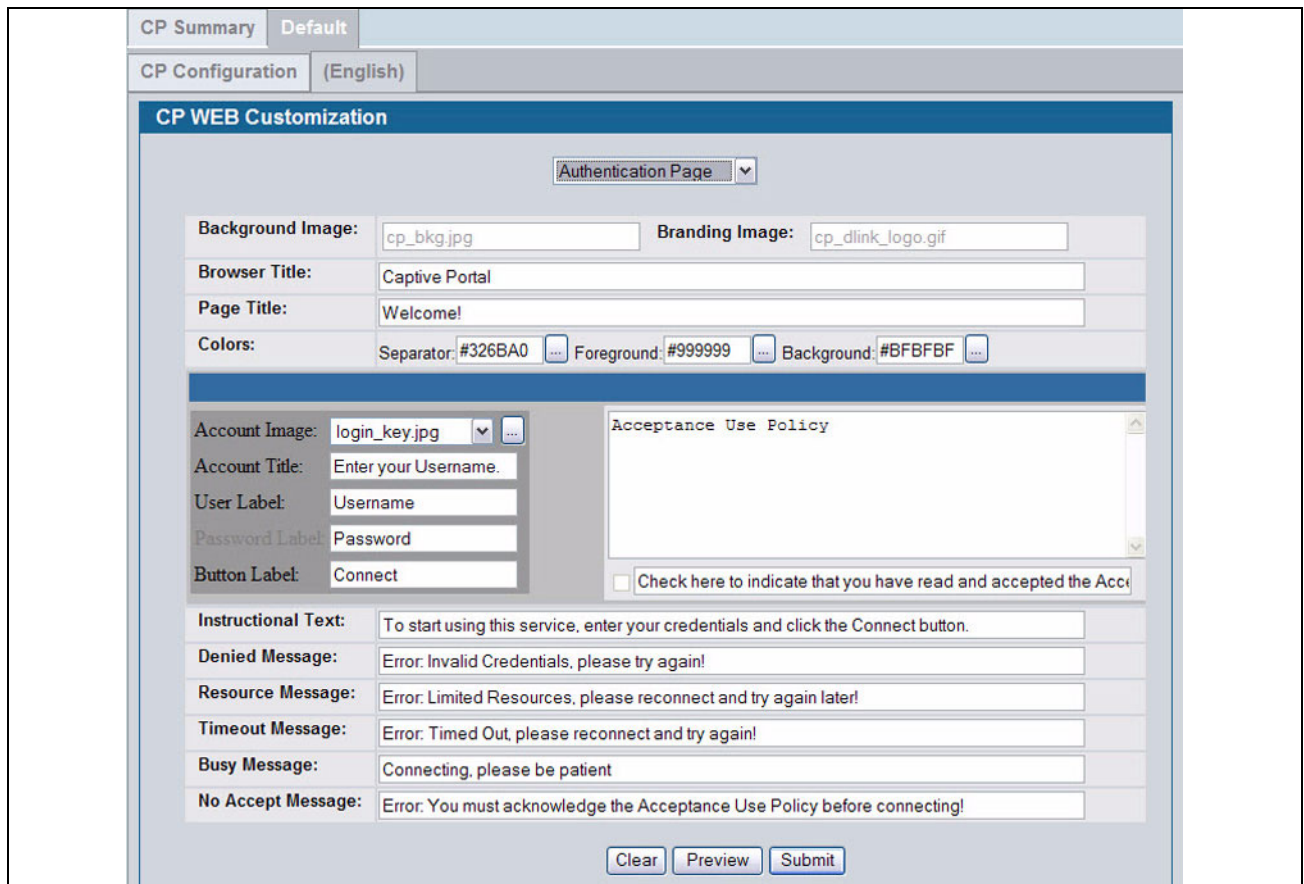 CP Summary Default
CP Configuration (English)
CP WEB Customization
Authentication Page
Background Image: cp_bkg.jpg Branding Image: cp_dlink_logo.gif
Browser Title: Captive Portal
Page Title: Welcome!
Colors: Separator: #326BA0 ... Foreground: #999999 ... Background: #BFBFBF ...
Account Image: login_key.jpg ...
Account Title: Enter your Username.
User Label: Username
Password Label: Password
Button Label: Connect
Acceptance Use Policy
Check here to indicate that you have read and accepted the Acce
Instructional Text: To start using this service, enter your credentials and click the Connect button.
Denied Message: Error: Invalid Credentials, please try again!
Resource Message: Error: Limited Resources, please reconnect and try again later!
Timeout Message: Error: Timed Out, please reconnect and try again!
Busy Message: Connecting, please be patient
No Accept Message: Error: You must acknowledge the Acceptance Use Policy before connecting!
Clear Preview Submit